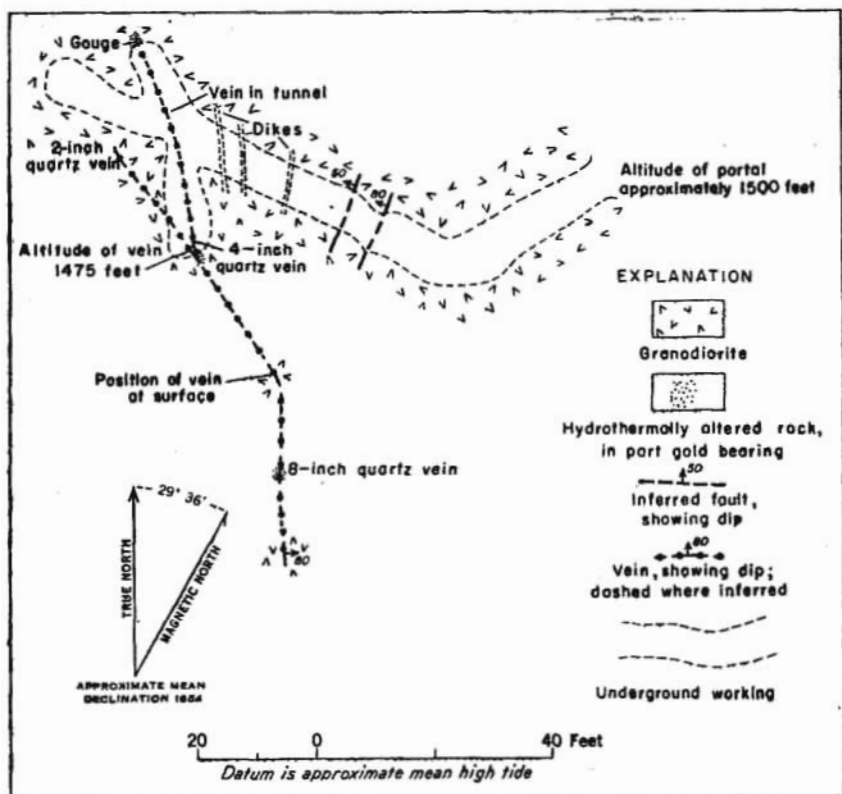 Gouge
Vein in tunnel
Dikes
2-inch
quartz vein
50
80
Altitude of portal
approximately 1500 feet
Altitude of vein
1475 feet
4-inch
quartz vein
Position of vein
at surface
8-inch quartz vein
80
29° 36'
TRUE NORTH
MAGNETIC NORTH
APPROXIMATE MEAN
DECLINATION 1954
EXPLANATION
Granodiorite
Hydrothermally altered rock,
in part gold bearing
50
Inferred fault,
showing dip
80
Vein, showing dip;
dashed where inferred
Underground working
20 0 40 Feet
Datum is approximate mean high tide